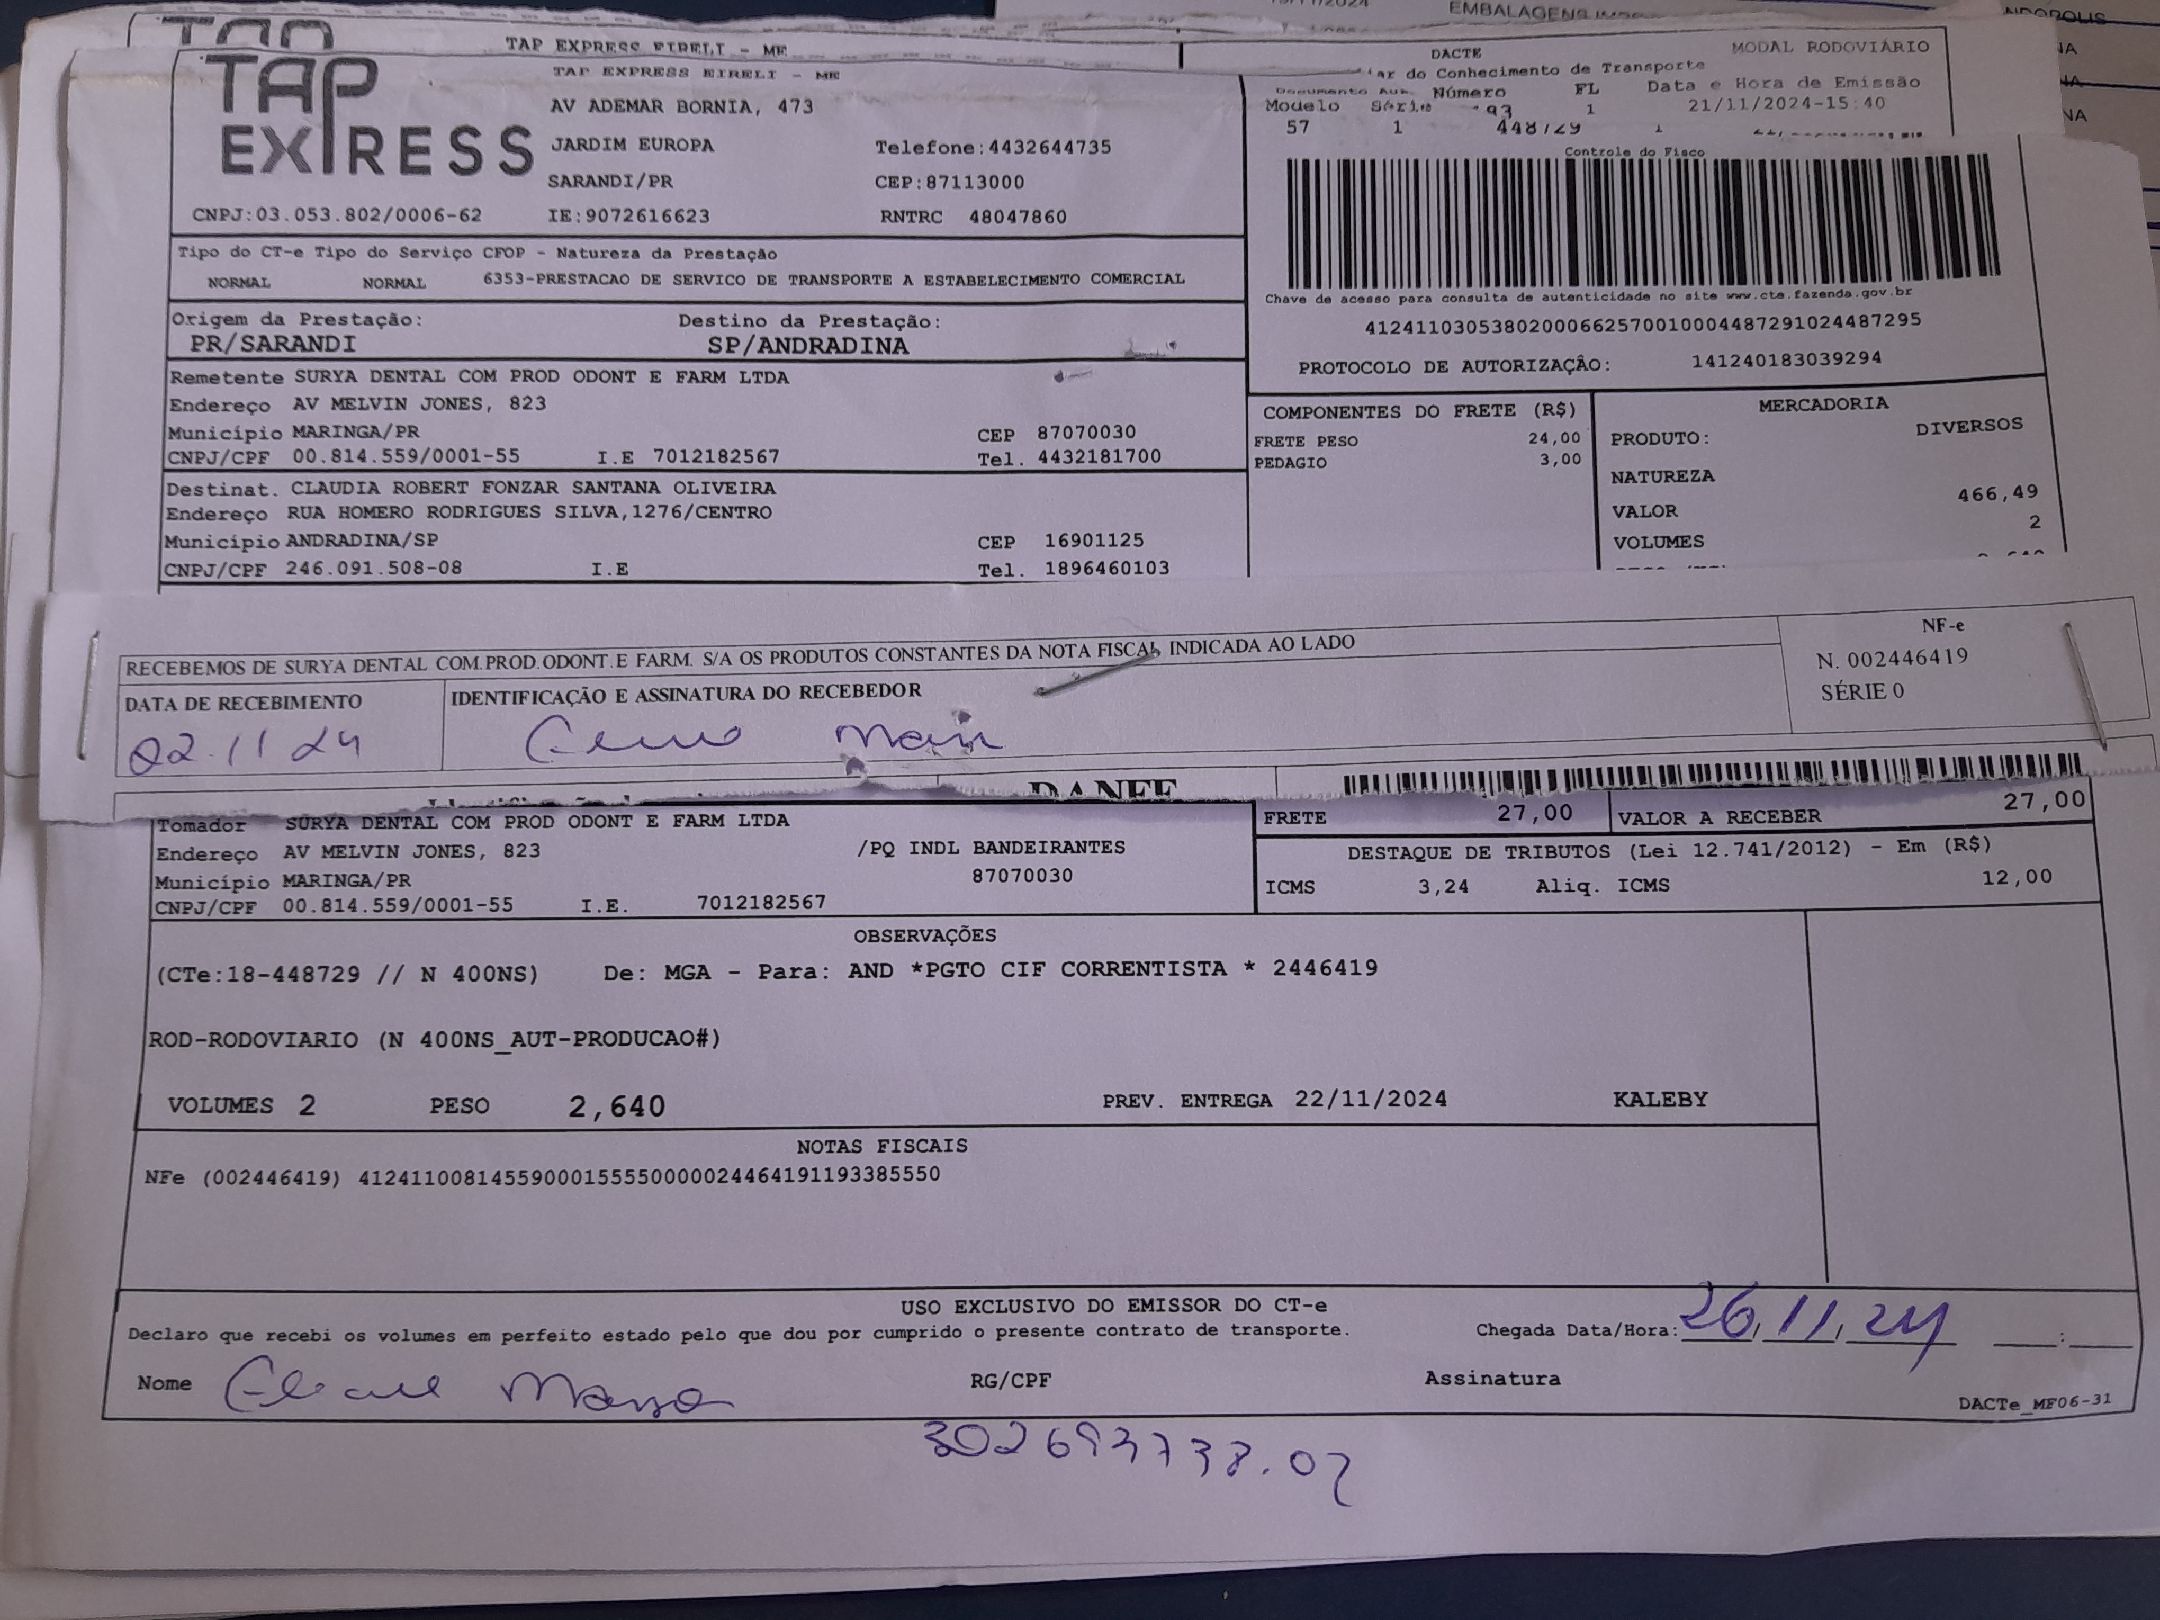 13/11/2024 EMBALAGENS
TAP EXPRESS EIRELI - ME
DACTE
MODAL RODOVIÁRIO
TAP EXPRESS
TAP EXPRESS EIRELI - ME
ar do Conhecimento de Transporte
AV ADEMAR BORNIA, 473
Número FL Data e Hora de Emissão
Modelo Série 93 1 21/11/2024-15:40
57 1 448729 1
JARDIM EUROPA Telefone:4432644735
Controle do Fisco
SARANDI/PR CEP:87113000
CNPJ:03.053.802/0006-62 IE:9072616623 RNTRC 48047860
Tipo do CT-e Tipo do Serviço CFOP - Natureza da Prestação
NORMAL NORMAL 6353-PRESTACAO DE SERVICO DE TRANSPORTE A ESTABELECIMENTO COMERCIAL
Chave de acesso para consulta de autenticidade no site www.cte.fazenda.gov.br
41241103053802000662570010004487291024487295
PROTOCOLO DE AUTORIZAÇÃO: 141240183039294
Origem da Prestação: Destino da Prestação:
PR/SARANDI SP/ANDRADINA
Remetente SURYA DENTAL COM PROD ODONT E FARM LTDA
Endereço AV MELVIN JONES, 823
Município MARINGA/PR CEP 87070030
CNPJ/CPF 00.814.559/0001-55 I.E 7012182567 Tel. 4432181700
COMPONENTES DO FRETE (R$)
FRETE PESO 24,00
PEDAGIO 3,00
MERCADORIA
PRODUTO: DIVERSOS
NATUREZA
VALOR 466,49
VOLUMES 2
Destinat. CLAUDIA ROBERT FONZAR SANTANA OLIVEIRA
Endereço RUA HOMERO RODRIGUES SILVA,1276/CENTRO
Município ANDRADINA/SP CEP 16901125
CNPJ/CPF 246.091.508-08 I.E Tel. 1896460103
RECEBEMOS DE SURYA DENTAL COM.PROD.ODONT.E FARM. S/A OS PRODUTOS CONSTANTES DA NOTA FISCAL INDICADA AO LADO
NF-e
N. 002446419
SÉRIE 0
DATA DE RECEBIMENTO IDENTIFICAÇÃO E ASSINATURA DO RECEBEDOR
22.11 24
DANFE
Tomador SURYA DENTAL COM PROD ODONT E FARM LTDA
Endereço AV MELVIN JONES, 823 /PQ INDL BANDEIRANTES
Município MARINGA/PR 87070030
CNPJ/CPF 00.814.559/0001-55 I.E. 7012182567
FRETE 27,00 VALOR A RECEBER 27,00
DESTAQUE DE TRIBUTOS (Lei 12.741/2012) - Em (R$)
ICMS 3,24 Aliq. ICMS 12,00
OBSERVAÇÕES
(CTe:18-448729 // N 400NS) De: MGA - Para: AND *PGTO CIF CORRENTISTA * 2446419
ROD-RODOVIARIO (N 400NS_AUT-PRODUCAO#)
VOLUMES 2 PESO 2,640 PREV. ENTREGA 22/11/2024 KALEBY
NOTAS FISCAIS
NFe (002446419) 41241100814559000155550000024464191193385550
USO EXCLUSIVO DO EMISSOR DO CT-e
Declaro que recebi os volumes em perfeito estado pelo que dou por cumprido o presente contrato de transporte. Chegada Data/Hora: 26/11/24 :
Nome RG/CPF Assinatura
DACTe_MF06-31
302693738.02